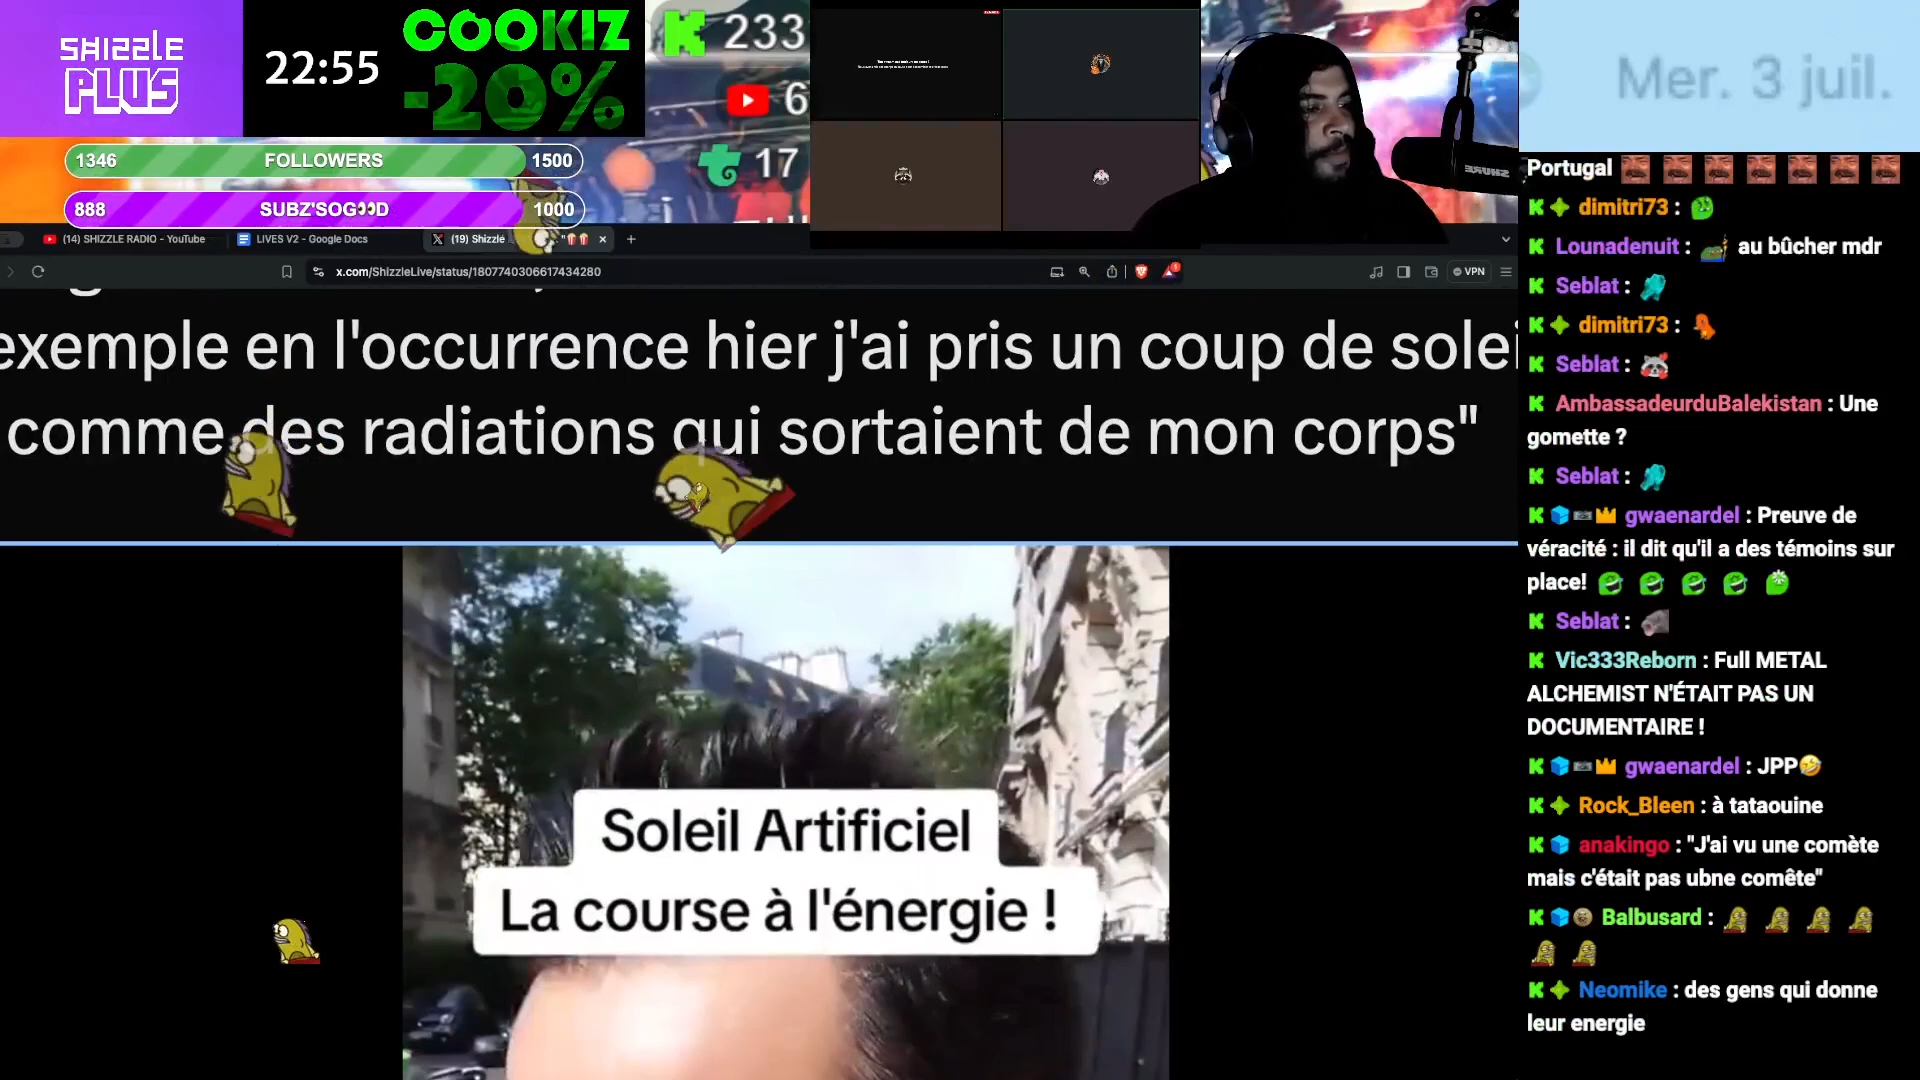 SHIZZLE
PLUS
22:55
COOKIZ
-20%
233
6
17
1346 FOLLOWERS 1500
888 SUBZ'SOG👀D 1000
Mer. 3 juil.
(14) SHIZZLE RADIO - YouTube
LIVES V2 - Google Docs
(19) Shizzle
"🍿🍿
x.com/ShizzleLive/status/1807740306617434280
VPN
exemple en l'occurrence hier j'ai pris un coup de solei
comme des radiations qui sortaient de mon corps"
Soleil Artificiel
La course à l'énergie !
SHURE
Portugal
dimitri73 :
Lounadenuit : au bûcher mdr
Seblat :
dimitri73 :
Seblat :
AmbassadeurduBalekistan : Une
gomette ?
Seblat :
gwaenardel : Preuve de
véracité : il dit qu'il a des témoins sur
place!
Seblat :
Vic333Reborn : Full METAL
ALCHEMIST N'ÉTAIT PAS UN
DOCUMENTAIRE !
gwaenardel : JPP🤣
Rock_Bleen : à tataouine
anakingo : "J'ai vu une comète
mais c'était pas ubne comête"
Balbusard :
Neomike : des gens qui donne
leur energie